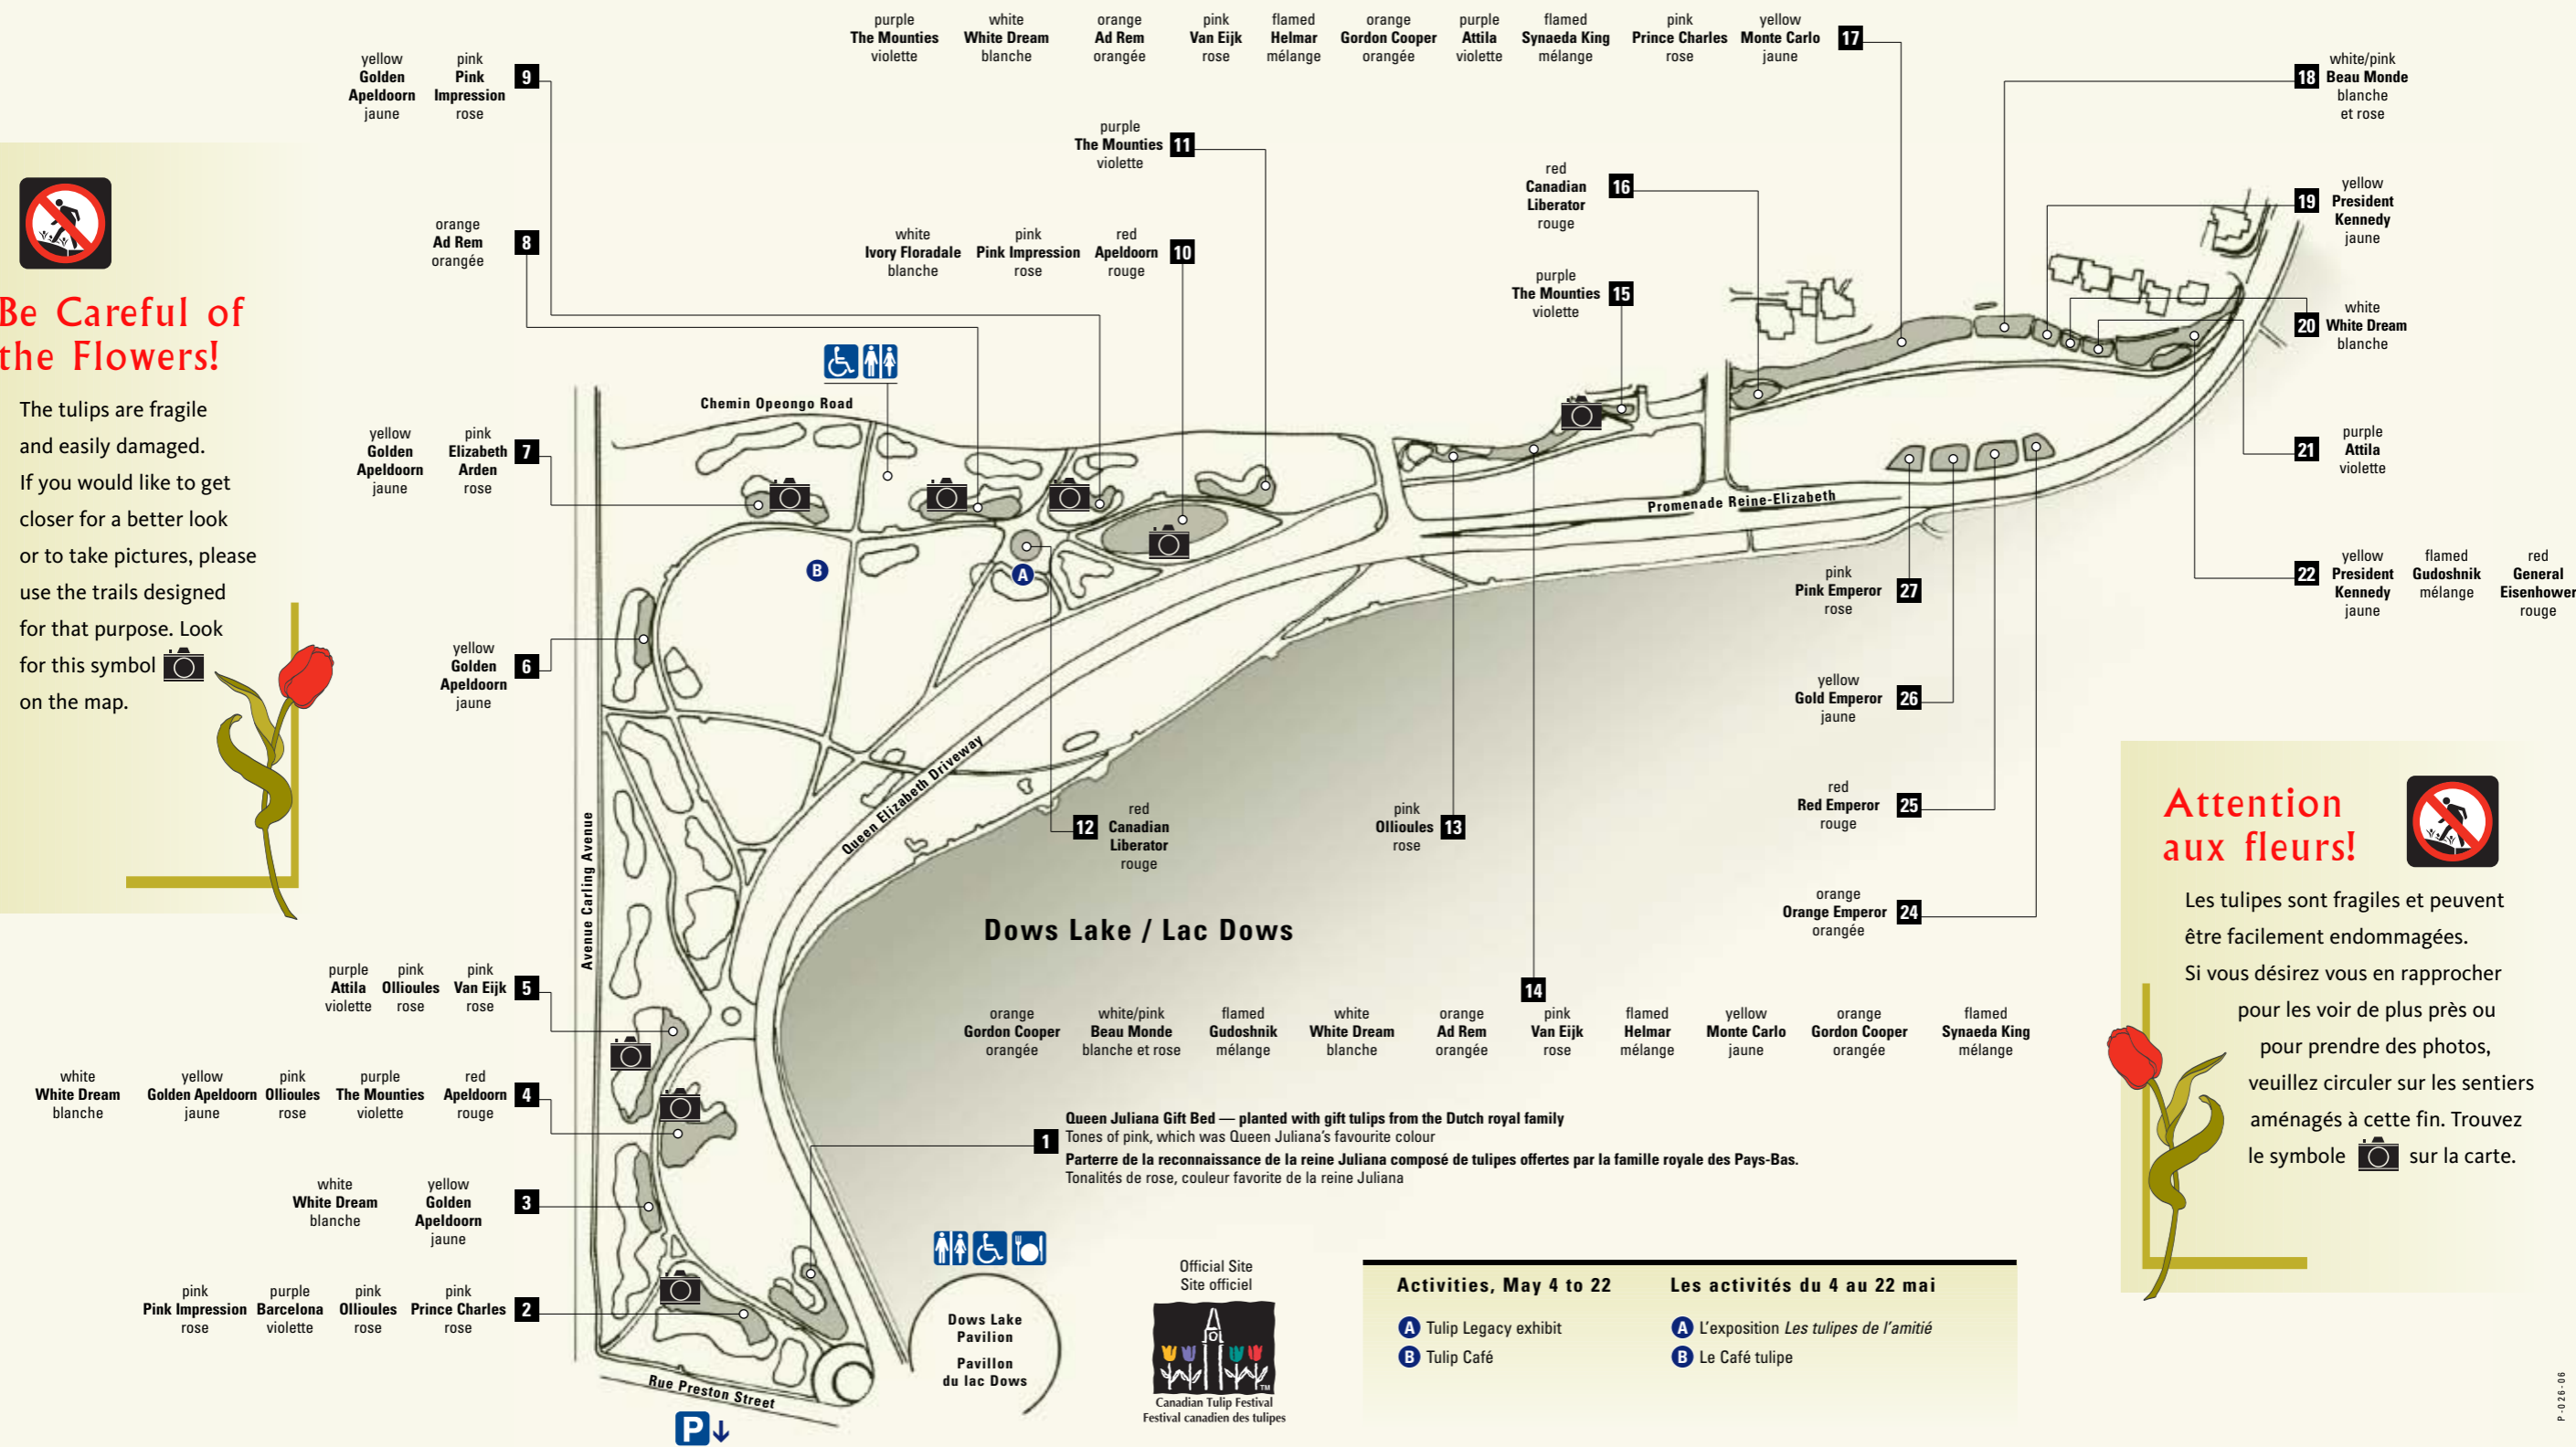 purple white orange pink flamed orange purple flamed pink yellow
The Mounties White Dream Ad Rem Van Eijk Helmar Gordon Cooper Attila Synaeda King Prince Charles Monte Carlo 17
violette blanche orangée rose mélange orangée violette mélange rose jaune
yellow pink
Golden Pink 9
Apeldoorn Impression
jaune rose
white/pink
18 Beau Monde
blanche
et rose
purple
The Mounties 11
violette
red
Canadian 16
Liberator
rouge
yellow
19 President
Kennedy
jaune
orange
Ad Rem 8
orangée
white pink red
Ivory Floradale Pink Impression Apeldoorn 10
blanche rose rouge
purple
The Mounties 15
violette
white
20 White Dream
blanche
Be Careful of
the Flowers!
The tulips are fragile
and easily damaged.
If you would like to get
closer for a better look
or to take pictures, please
use the trails designed
for that purpose. Look
for this symbol
on the map.
Chemin Opeongo Road
yellow pink
Golden Elizabeth 7
Apeldoorn Arden
jaune rose
purple
21 Attila
violette
Promenade Reine-Elizabeth
B
A
yellow flamed red
22 President Gudoshnik General
Kennedy mélange Eisenhower
jaune rouge
pink
Pink Emperor 27
rose
yellow
Golden 6
Apeldoorn
jaune
yellow
Gold Emperor 26
jaune
Queen Elizabeth Driveway
Avenue Carling Avenue
red
12 Canadian
Liberator
rouge
pink
Ollioules 13
rose
red
Red Emperor 25
rouge
orange
Orange Emperor 24
orangée
Dows Lake / Lac Dows
Attention
aux fleurs!
Les tulipes sont fragiles et peuvent
être facilement endommagées.
Si vous désirez vous en rapprocher
pour les voir de plus près ou
pour prendre des photos,
veuillez circuler sur les sentiers
aménagés à cette fin. Trouvez
le symbole sur la carte.
purple pink pink
Attila Ollioules Van Eijk 5
violette rose rose
14
orange white/pink flamed white orange pink flamed yellow orange flamed
Gordon Cooper Beau Monde Gudoshnik White Dream Ad Rem Van Eijk Helmar Monte Carlo Gordon Cooper Synaeda King
orangée blanche et rose mélange blanche orangée rose mélange jaune orangée mélange
white yellow pink purple red
White Dream Golden Apeldoorn Ollioules The Mounties Apeldoorn 4
blanche jaune rose violette rouge
1 Queen Juliana Gift Bed — planted with gift tulips from the Dutch royal family
Tones of pink, which was Queen Juliana's favourite colour
Parterre de la reconnaissance de la reine Juliana composé de tulipes offertes par la famille royale des Pays-Bas.
Tonalités de rose, couleur favorite de la reine Juliana
white yellow
White Dream Golden 3
blanche Apeldoorn
jaune
pink purple pink pink
Pink Impression Barcelona Ollioules Prince Charles 2
rose violette rose rose
Dows Lake
Pavilion
Pavillon
du lac Dows
Official Site
Site officiel
TM
Canadian Tulip Festival
Festival canadien des tulipes
Activities, May 4 to 22
A Tulip Legacy exhibit
B Tulip Café
Les activités du 4 au 22 mai
A L'exposition Les tulipes de l'amitié
B Le Café tulipe
Rue Preston Street
P
P-026-06